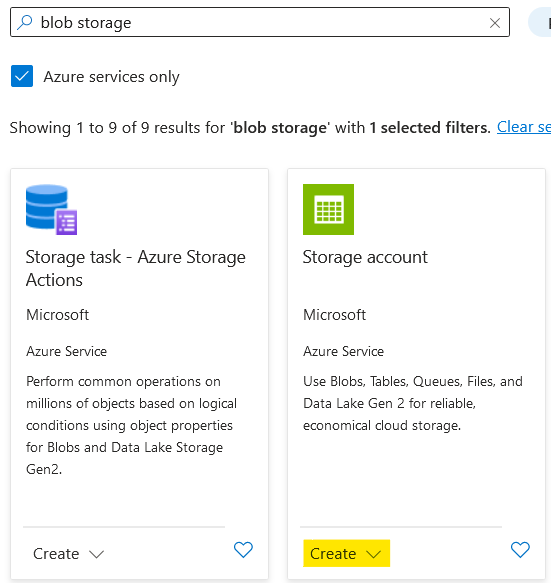 blob storage
Azure services only
Showing 1 to 9 of 9 results for 'blob storage' with 1 selected filters. Clear se
Storage task - Azure Storage
Actions
Microsoft
Azure Service
Perform common operations on
millions of objects based on logical
conditions using object properties
for Blobs and Data Lake Storage
Gen2.
Create
Storage account
Microsoft
Azure Service
Use Blobs, Tables, Queues, Files, and
Data Lake Gen 2 for reliable,
economical cloud storage.
Create